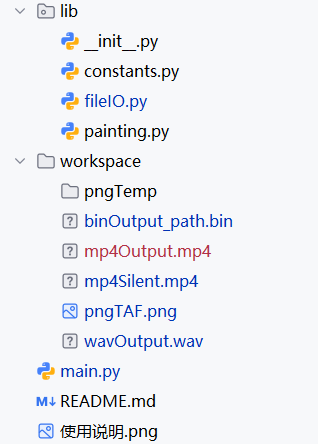 lib
__init__.py
constants.py
fileIO.py
painting.py
workspace
pngTemp
binOutput_path.bin
mp4Output.mp4
mp4Silent.mp4
pngTAF.png
wavOutput.wav
main.py
README.md
使用说明.png